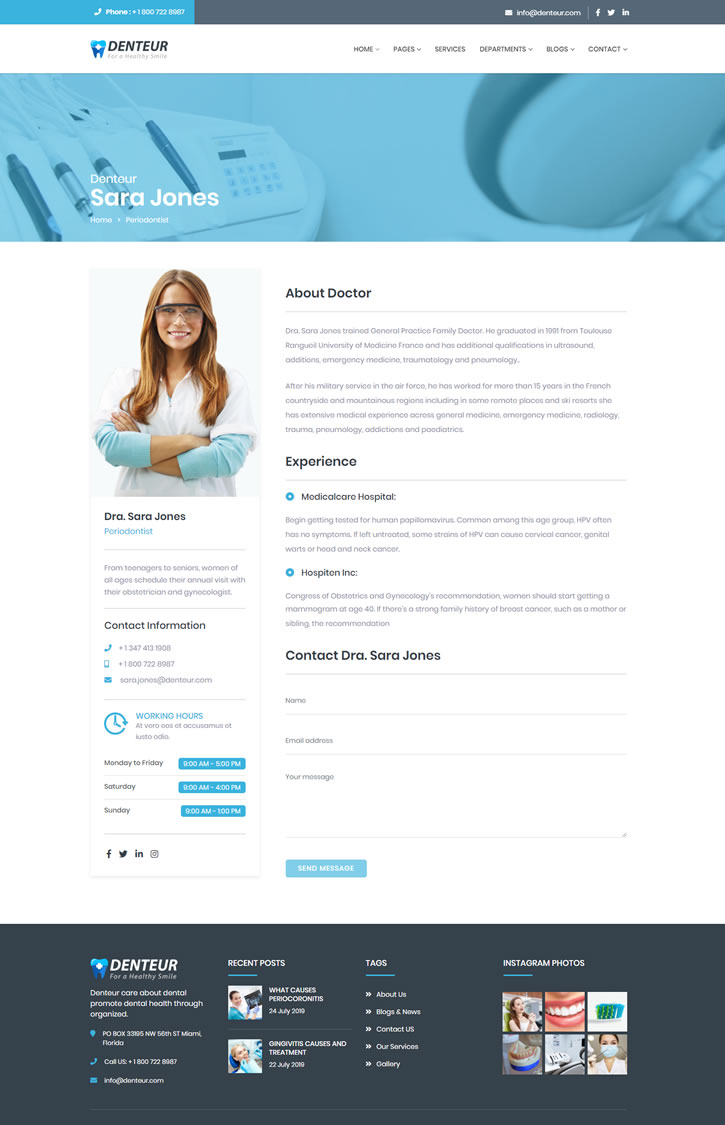 Phone : + 1 800 722 8987
info@denteur.com
DENTEUR
For a Healthy Smile
HOME
PAGES
SERVICES
DEPARTMENTS
BLOGS
CONTACT
Denteur
Sara Jones
Home > Periodontist
Dra. Sara Jones
Periodontist
From teenagers to seniors, women of
all ages schedule their annual visit with
their obstetrician and gynecologist.
Contact Information
+ 1 347 413 1908
+ 1 800 722 8987
sara.jones@denteur.com
WORKING HOURS
At vero eos et accusamus et
iusto odio.
Monday to Friday 9:00 AM - 5:00 PM
Saturday 9:00 AM - 4:00 PM
Sunday 9:00 AM - 1:00 PM
About Doctor
Dra. Sara Jones trained General Practice Family Doctor. He graduated in 1991 from Toulouse
Rangueil University of Medicine France and has additional qualifications in ultrasound,
additions, emergency medicine, traumatology and pneumology..
After his military service in the air force, he has worked for more than 15 years in the French
countryside and mountainous regions including in some remote places and ski resorts she
has extensive medical experience across general medicine, emergency medicine, radiology,
trauma, pneumology, addictions and paediatrics.
Experience
Medicalcare Hospital:
Begin getting tested for human papillomavirus. Common among this age group, HPV often
has no symptoms. If left untreated, some strains of HPV can cause cervical cancer, genital
warts or head and neck cancer.
Hospiten Inc:
Congress of Obstetrics and Gynecology's recommendation, women should start getting a
mammogram at age 40. If there's a strong family history of breast cancer, such as a mother or
sibling, the recommendation
Contact Dra. Sara Jones
Name
Email address
Your message
SEND MESSAGE
DENTEUR
For a Healthy Smile
Denteur care about dental
promote dental health through
organized.
PO BOX 33195 NW 56th ST Miami,
Florida
Call US: + 1 800 722 8987
info@denteur.com
RECENT POSTS
WHAT CAUSES
PERIOCORONITIS
24 July 2019
GINGIVITIS CAUSES AND
TREATMENT
22 July 2019
TAGS
About Us
Blogs & News
Contact US
Our Services
Gallery
INSTAGRAM PHOTOS